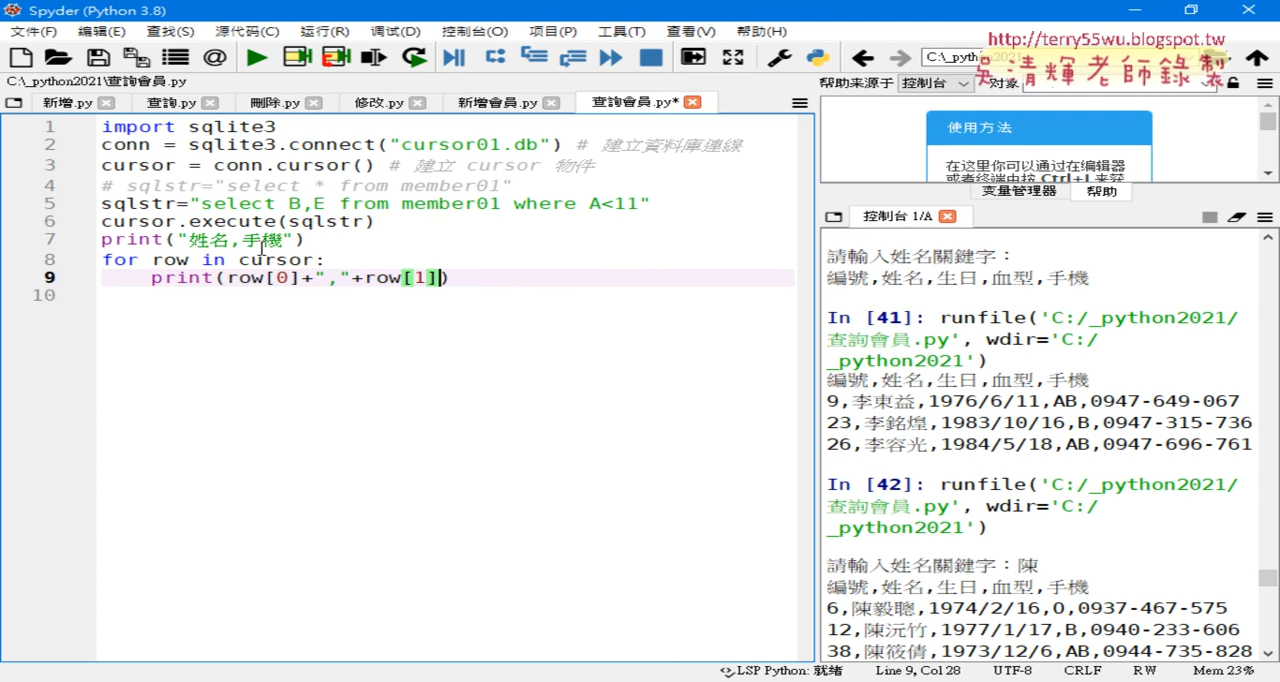 Spyder (Python 3.8)
文件(F) 编辑(E) 查找(S) 源代码(C) 运行(R) 调试(D) 控制台(O) 项目(P) 工具(T) 查看(V) 帮助(H)
http://terry55wu.blogspot.tw
吳清輝老師錄製
C:\_python2021\查詢會員.py
帮助来源于 控制台 对象
新增.py 查詢.py 刪除.py 修改.py 新增會員.py 查詢會員.py*
1 import sqlite3
2 conn = sqlite3.connect("cursor01.db") # 建立資料庫連線
3 cursor = conn.cursor() # 建立 cursor 物件
4 # sqlstr="select * from member01"
5 sqlstr="select B,E from member01 where A<11"
6 cursor.execute(sqlstr)
7 print("姓名,手機")
8 for row in cursor:
9 print(row[0]+","+row[1])
10
使用方法
在这里你可以通过在编辑器
或者终端中按 Ctrl+I 来获
变量管理器 帮助
控制台 1/A
請輸入姓名關鍵字：
編號,姓名,生日,血型,手機
In [41]: runfile('C:/_python2021/
查詢會員.py', wdir='C:/
_python2021')
編號,姓名,生日,血型,手機
9,李東益,1976/6/11,AB,0947-649-067
23,李銘煌,1983/10/16,B,0947-315-736
26,李容光,1984/5/18,AB,0947-696-761
In [42]: runfile('C:/_python2021/
查詢會員.py', wdir='C:/
_python2021')
請輸入姓名關鍵字：陳
編號,姓名,生日,血型,手機
6,陳毅聰,1974/2/16,O,0937-467-575
12,陳沅竹,1977/1/17,B,0940-233-606
38,陳筱倩,1973/12/6,AB,0944-735-828
LSP Python: 就绪 Line 9, Col 28 UTF-8 CRLF RW Mem 23%